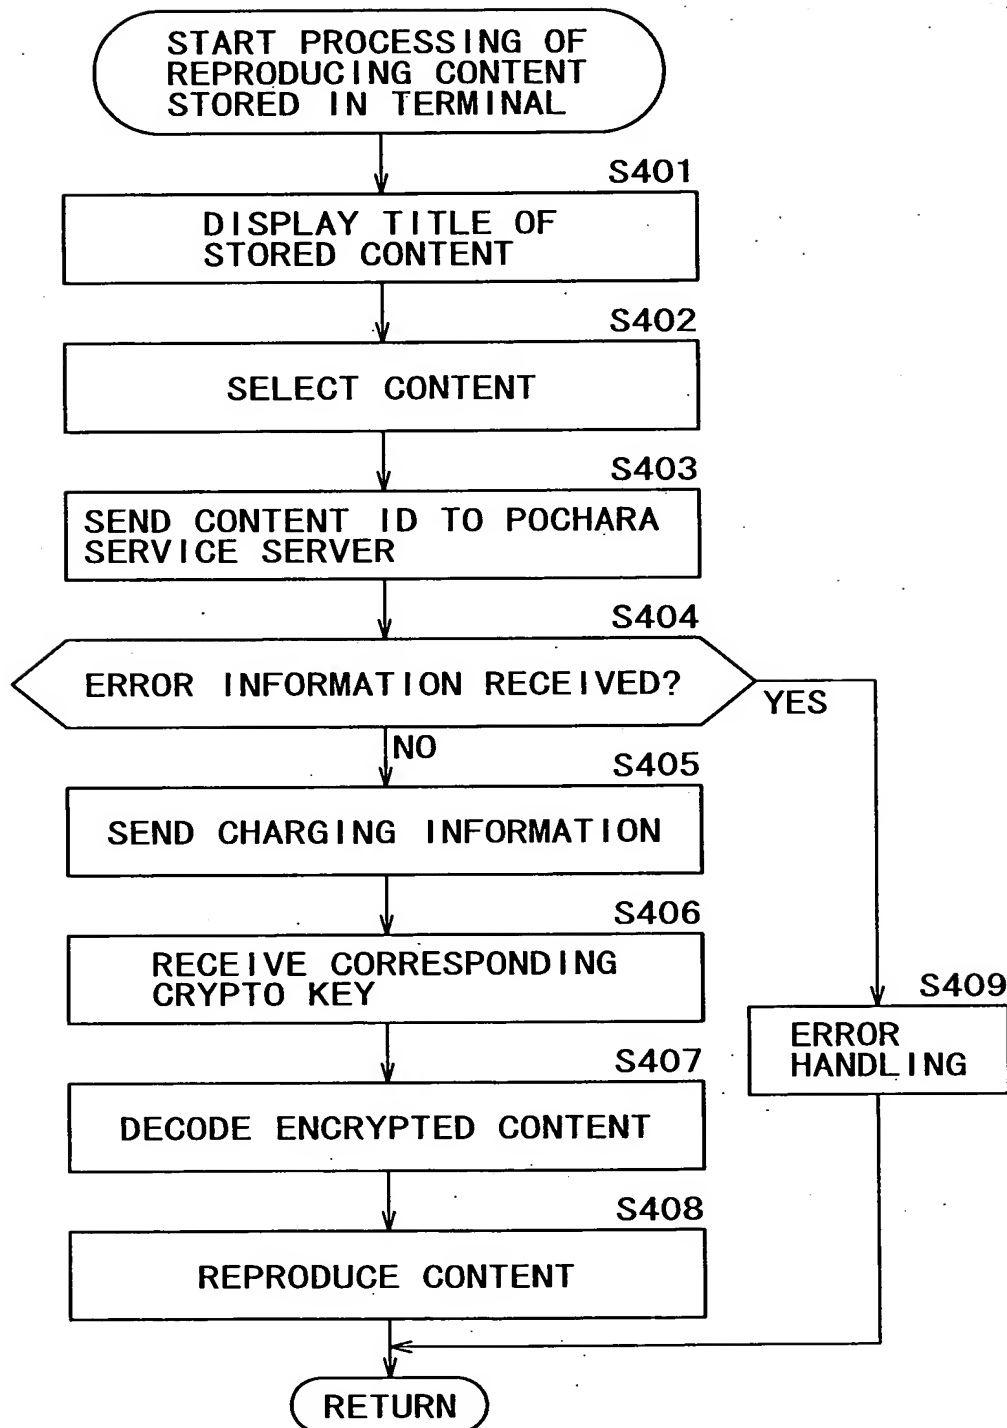 START PROCESSING OF
REPRODUCING CONTENT
STORED IN TERMINAL
S401
DISPLAY TITLE OF
STORED CONTENT
S402
SELECT CONTENT
S403
SEND CONTENT ID TO POCHARA
SERVICE SERVER
S404
ERROR INFORMATION RECEIVED?
YES
NO
S405
SEND CHARGING INFORMATION
S406
RECEIVE CORRESPONDING
CRYPTO KEY
S409
ERROR
HANDLING
S407
DECODE ENCRYPTED CONTENT
S408
REPRODUCE CONTENT
RETURN